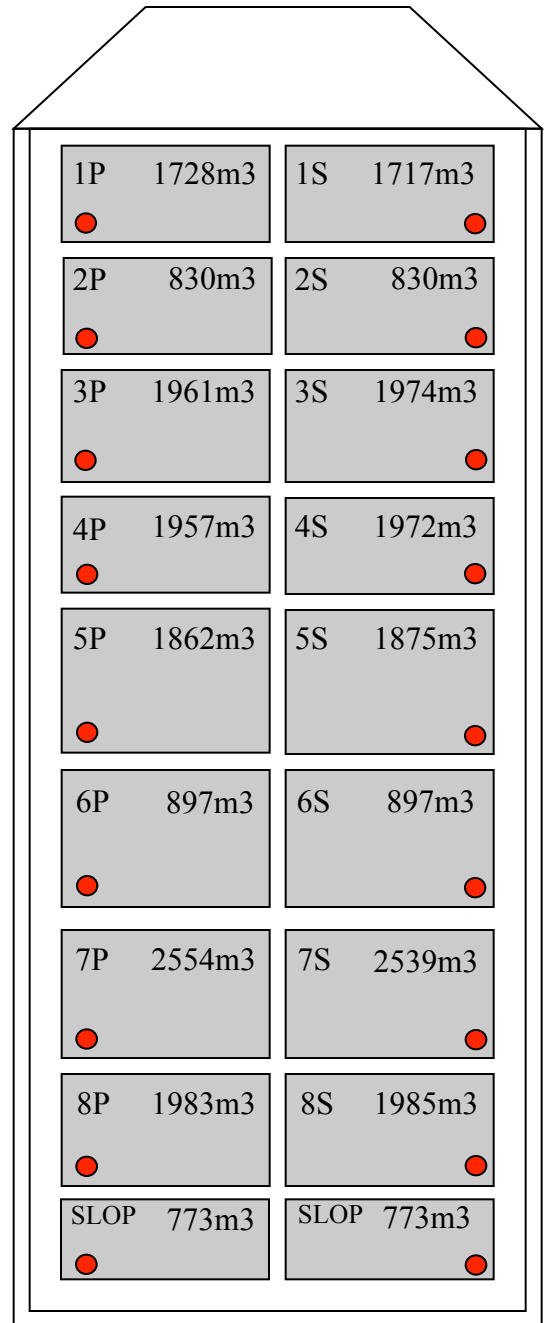 1P 1728m3 1S 1717m3
2P 830m3 2S 830m3
3P 1961m3 3S 1974m3
4P 1957m3 4S 1972m3
5P 1862m3 5S 1875m3
6P 897m3 6S 897m3
7P 2554m3 7S 2539m3
8P 1983m3 8S 1985m3
SLOP 773m3 SLOP 773m3